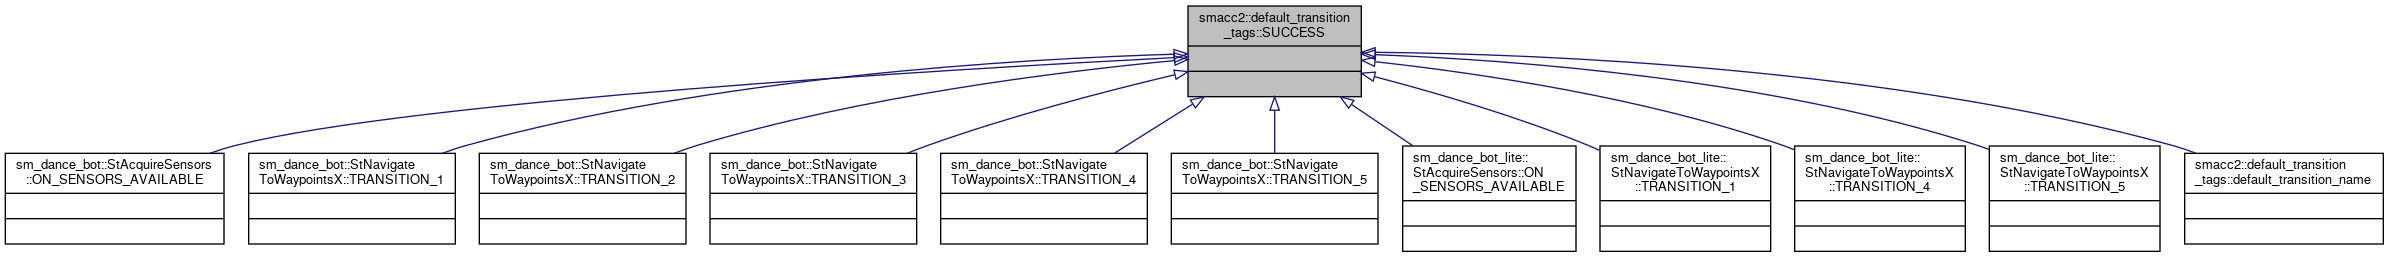 smacc2::default_transition
_tags::SUCCESS
sm_dance_bot::StAcquireSensors
::ON_SENSORS_AVAILABLE
sm_dance_bot::StNavigate
ToWaypointsX::TRANSITION_1
sm_dance_bot::StNavigate
ToWaypointsX::TRANSITION_2
sm_dance_bot::StNavigate
ToWaypointsX::TRANSITION_3
sm_dance_bot::StNavigate
ToWaypointsX::TRANSITION_4
sm_dance_bot::StNavigate
ToWaypointsX::TRANSITION_5
sm_dance_bot_lite::
StAcquireSensors::ON
_SENSORS_AVAILABLE
sm_dance_bot_lite::
StNavigateToWaypointsX
::TRANSITION_1
sm_dance_bot_lite::
StNavigateToWaypointsX
::TRANSITION_4
sm_dance_bot_lite::
StNavigateToWaypointsX
::TRANSITION_5
smacc2::default_transition
_tags::default_transition_name